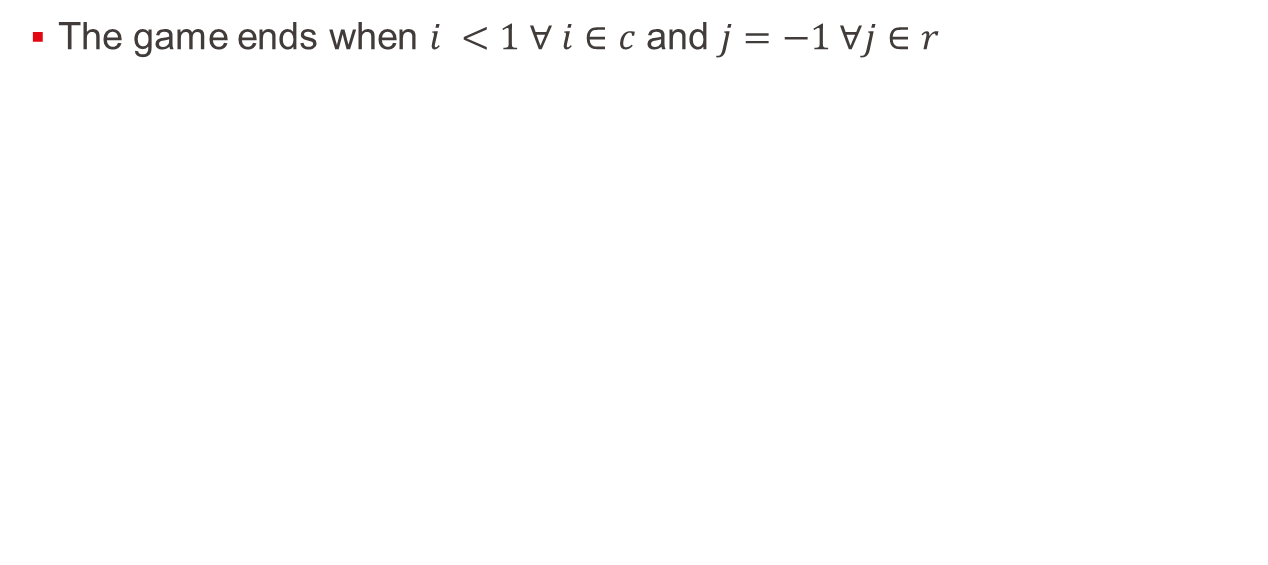 ▪ The game ends when 𝑖 < 1 ∀ 𝑖 ∈ 𝑐 and 𝑗 = −1 ∀𝑗 ∈ 𝑟